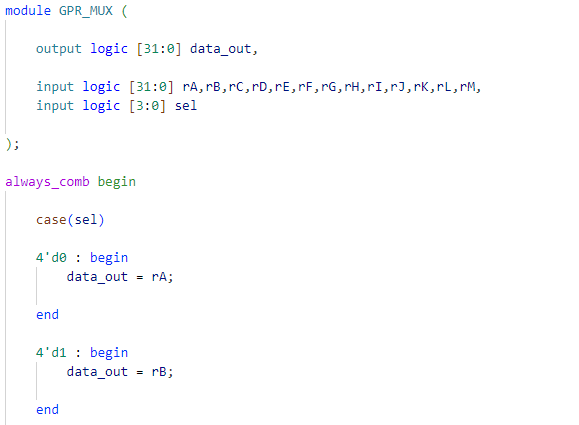 module GPR_MUX (
output logic [31:0] data_out,
input logic [31:0] rA,rB,rC,rD,rE,rF,rG,rH,rI,rJ,rK,rL,rM,
input logic [3:0] sel
);
always_comb begin
case(sel)
4'd0 : begin
data_out = rA;
end
4'd1 : begin
data_out = rB;
end